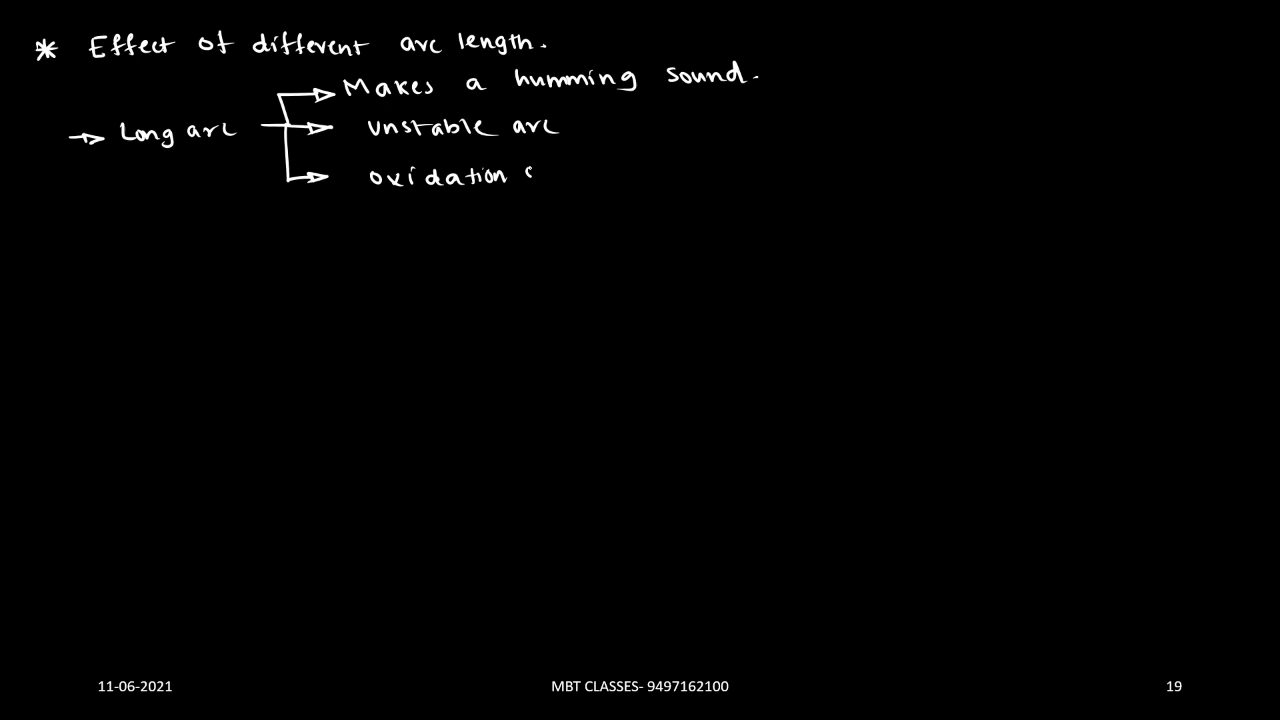 * Effect of different arc length.
Makes a humming sound.
→ Long arc
unstable arc
oxidation
11-06-2021
MBT CLASSES- 9497162100
19